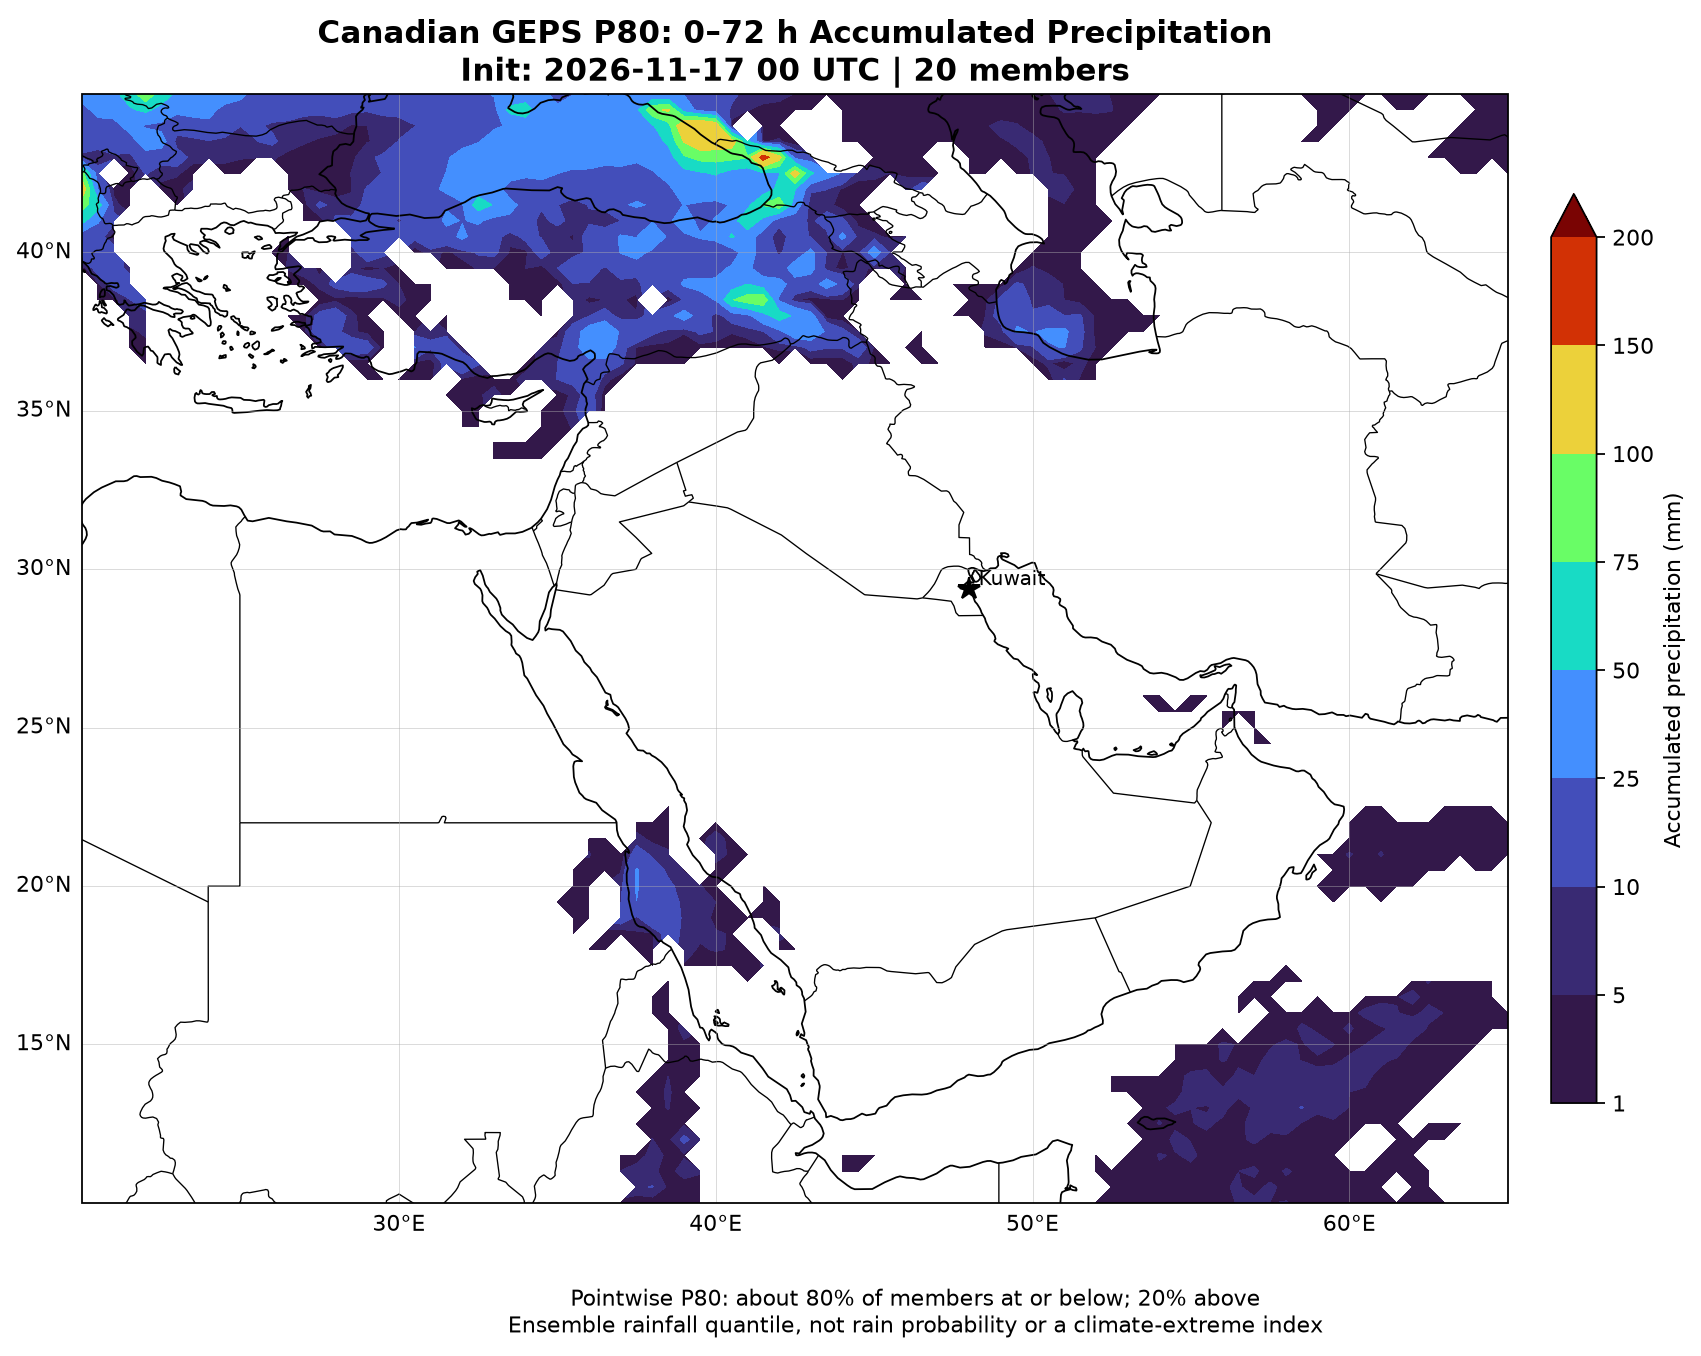 Canadian GEPS P80: 0–72 h Accumulated Precipitation
Init: 2026-11-17 00 UTC | 20 members
40°N
35°N
30°N
25°N
20°N
15°N
30°E
40°E
50°E
60°E
Kuwait
200
150
100
75
50
25
10
5
1
Accumulated precipitation (mm)
Pointwise P80: about 80% of members at or below; 20% above
Ensemble rainfall quantile, not rain probability or a climate-extreme index